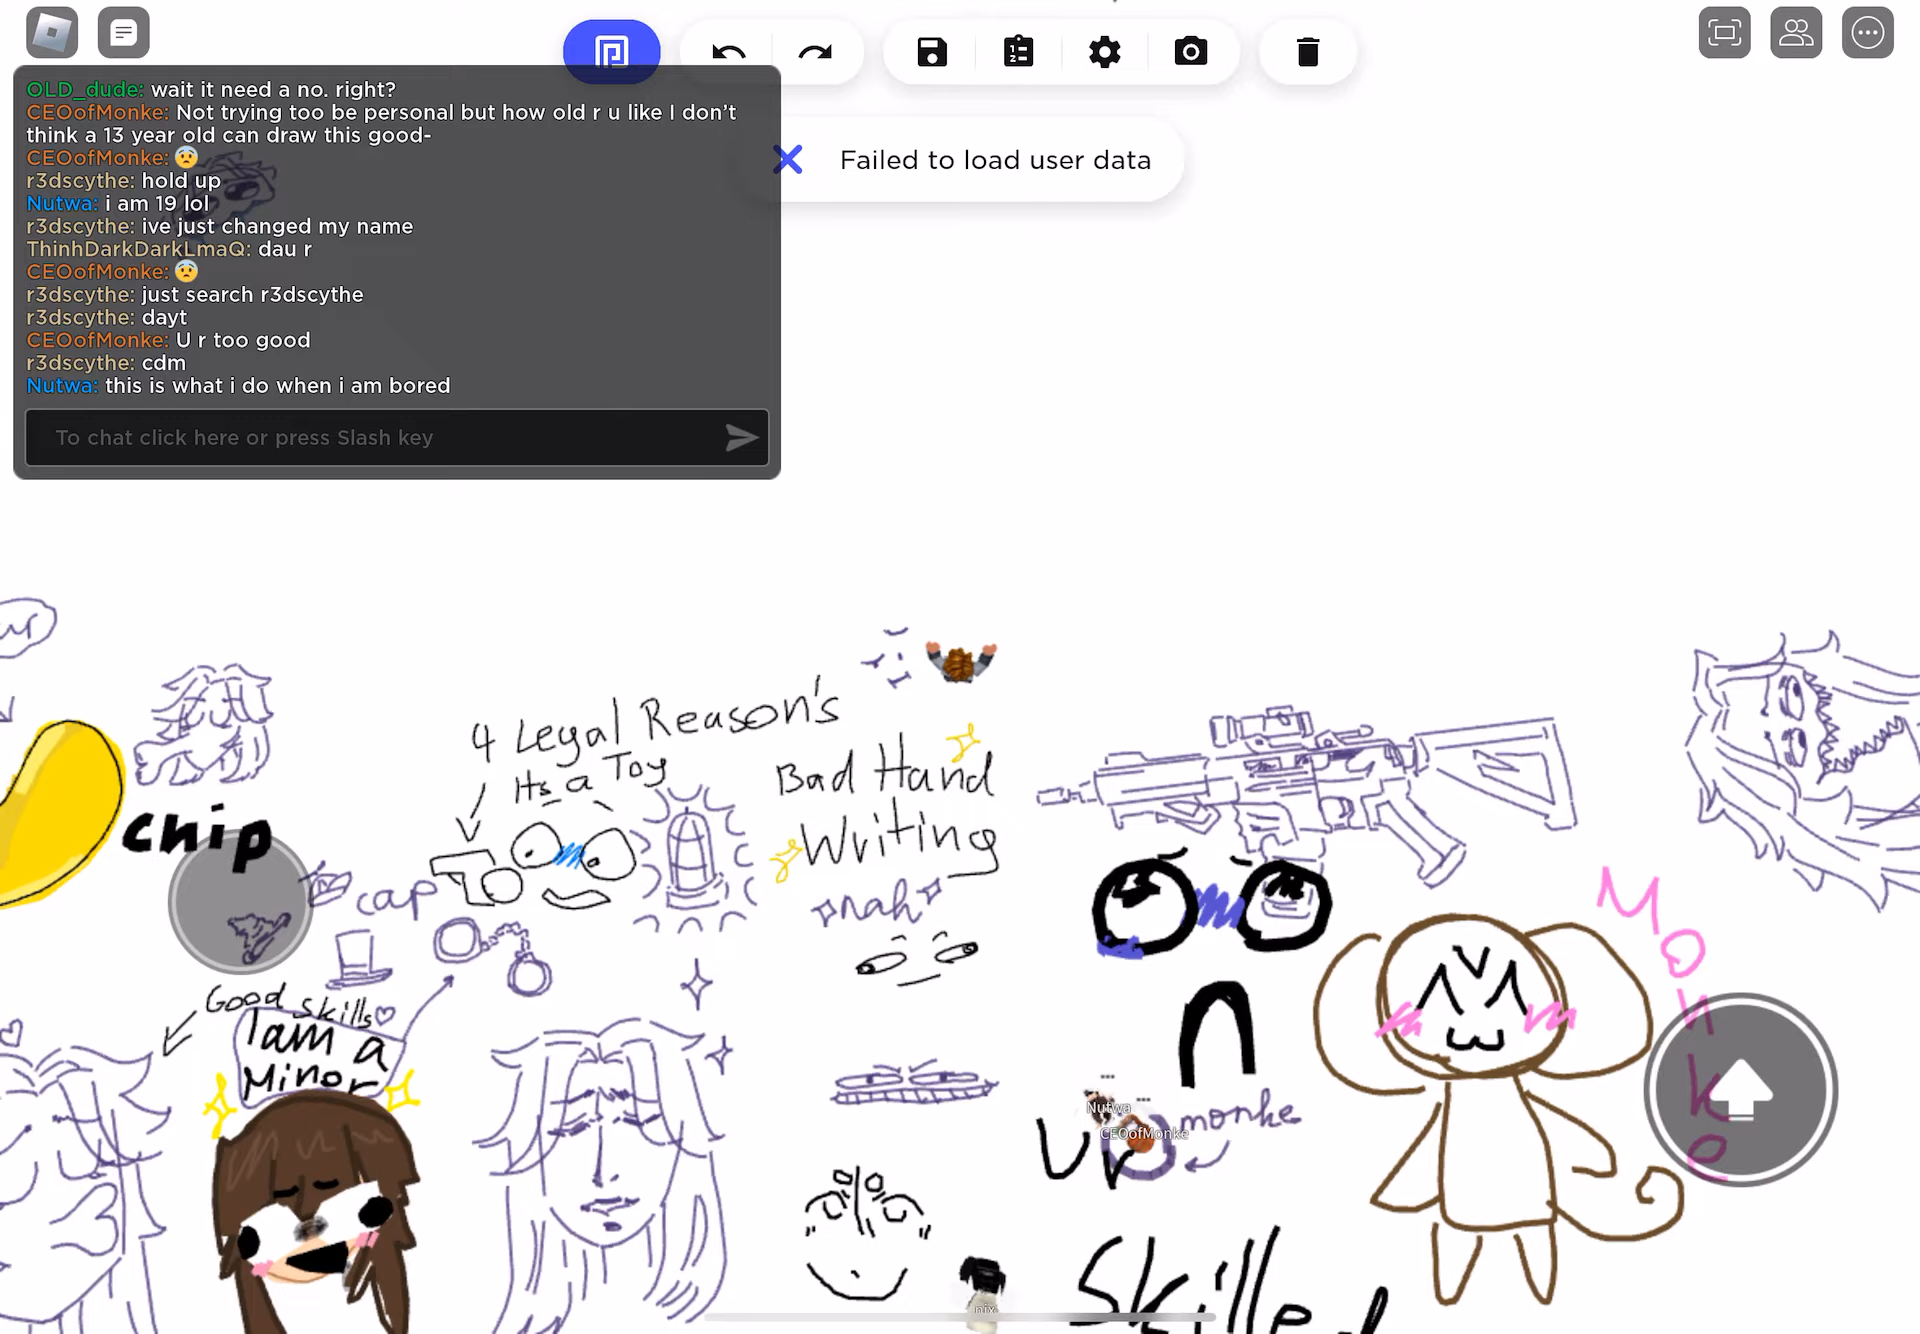 OLD_dude: wait it need a no. right?
CEOofMonke: Not trying too be personal but how old r u like I don't
think a 13 year old can draw this good-
CEOofMonke: 😨
r3dscythe: hold up
Nutwa: i am 19 lol
r3dscythe: ive just changed my name
ThinhDarkDarkLmaQ: dau r
CEOofMonke: 😨
r3dscythe: just search r3dscythe
r3dscythe: dayt
CEOofMonke: U r too good
r3dscythe: cdm
Nutwa: this is what i do when i am bored
To chat click here or press Slash key
Failed to load user data
4 Legal Reason's
Its a Toy
Bad Hand
Writing
nah
chip
cap
Good Skills
I am a
Minor
Monke
Nutwa
CEOofMonke
monke
Ur
nix
Skilled